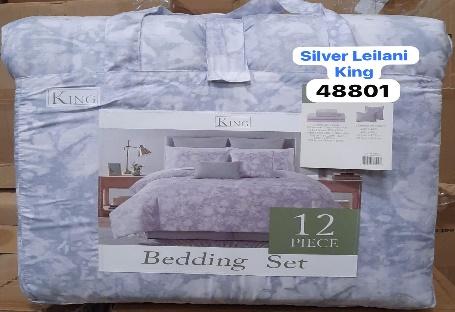 Silver Leilani
King
48801
KING
KING
12
PIECE
Bedding Set